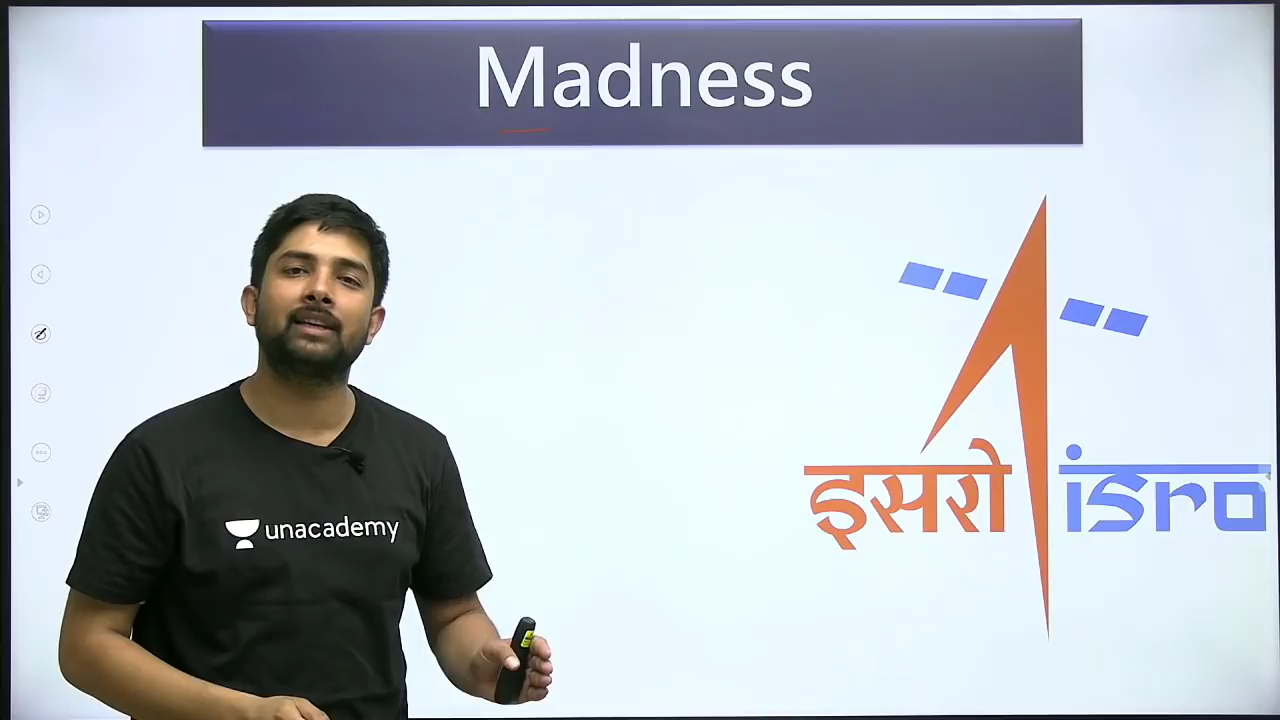 Madness
इसरो isro
unacademy